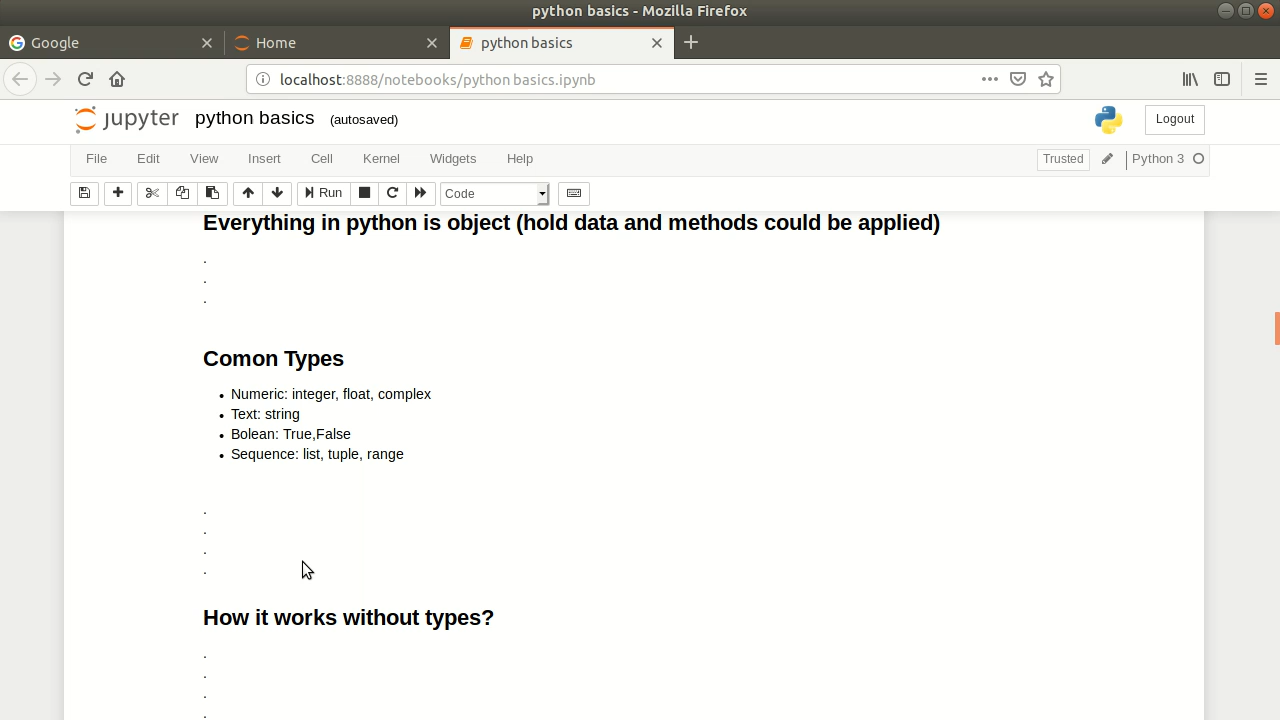 python basics - Mozilla Firefox
Google
Home
python basics
localhost:8888/notebooks/python basics.ipynb
jupyter python basics (autosaved)
Logout
File Edit View Insert Cell Kernel Widgets Help
Trusted
Python 3
Run
Code
Everything in python is object (hold data and methods could be applied)
.
.
.
Comon Types
• Numeric: integer, float, complex
• Text: string
• Bolean: True,False
• Sequence: list, tuple, range
.
.
.
.
How it works without types?
.
.
.
.